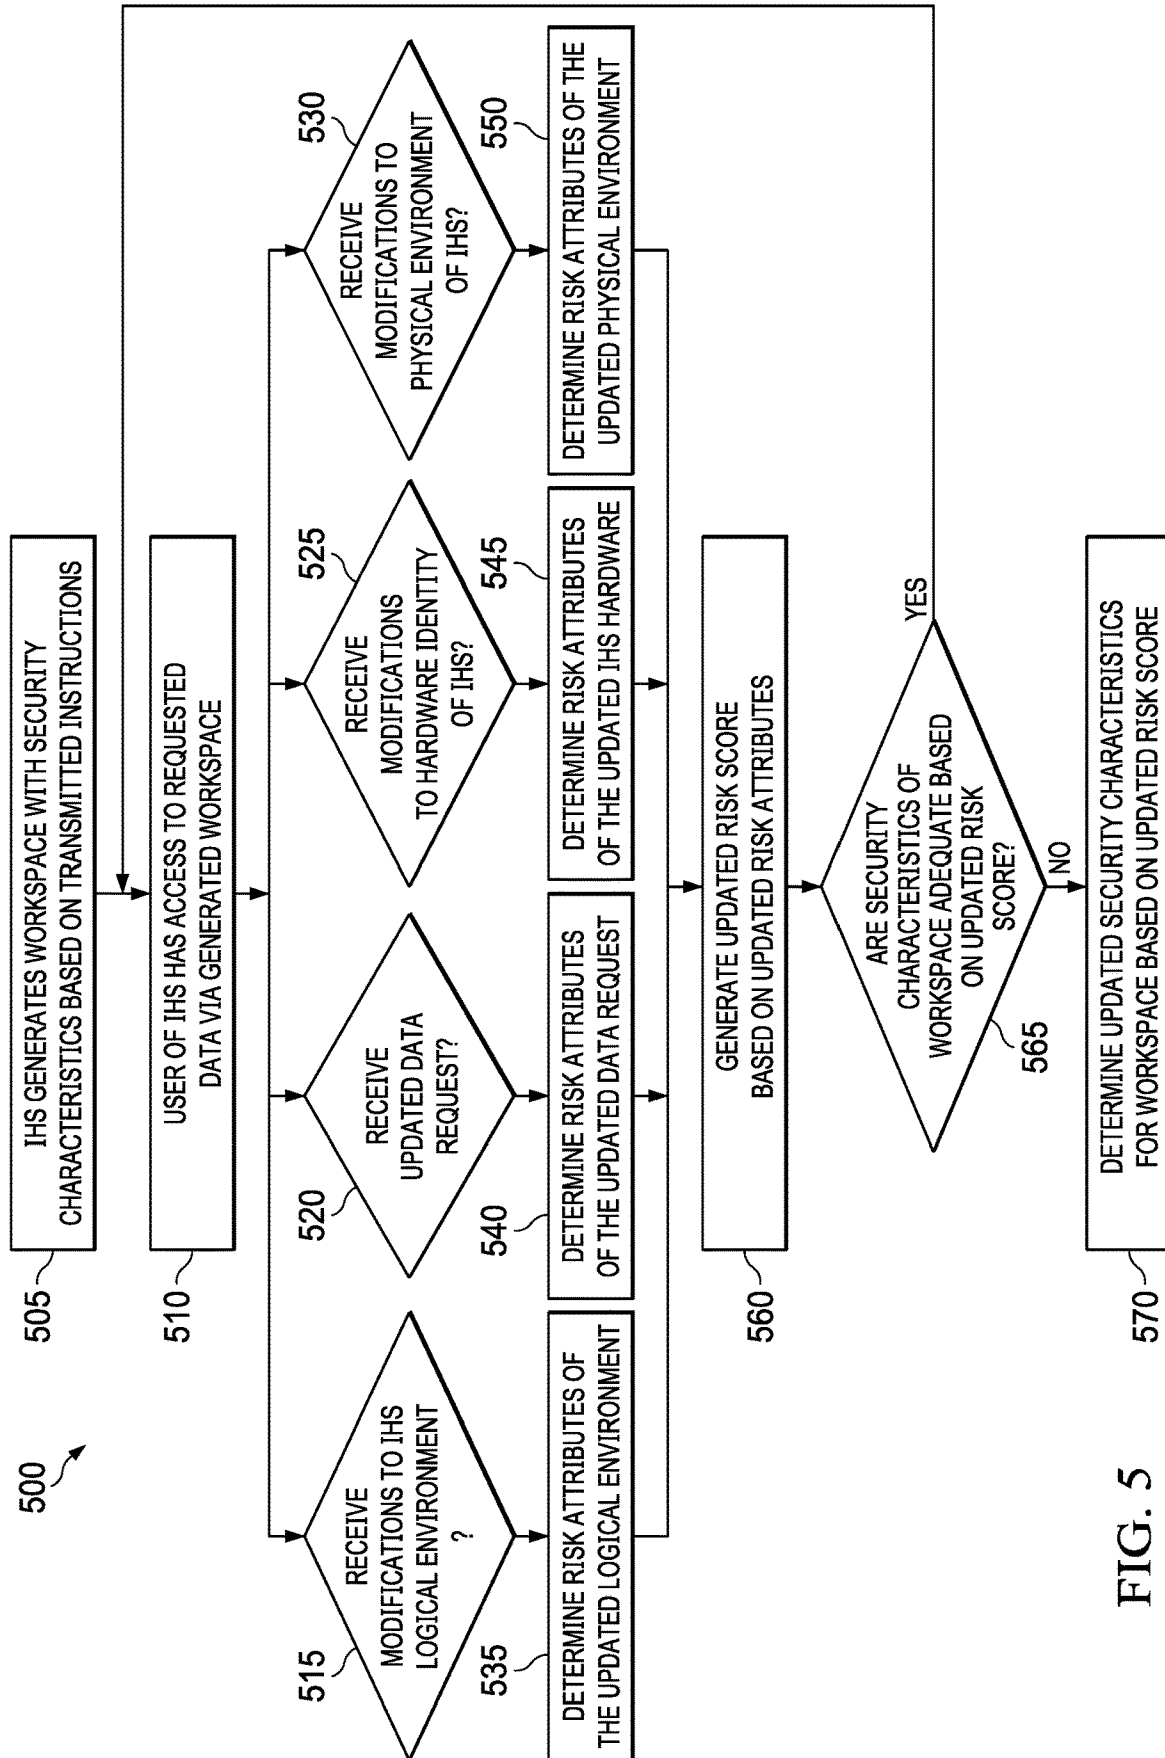 500
505
IHS GENERATES WORKSPACE WITH SECURITY
CHARACTERISTICS BASED ON TRANSMITTED INSTRUCTIONS
510
USER OF IHS HAS ACCESS TO REQUESTED
DATA VIA GENERATED WORKSPACE
515
RECEIVE
MODIFICATIONS TO IHS
LOGICAL ENVIRONMENT
?
520
RECEIVE
UPDATED DATA
REQUEST?
525
RECEIVE
MODIFICATIONS
TO HARDWARE IDENTITY
OF IHS?
530
RECEIVE
MODIFICATIONS TO
PHYSICAL ENVIRONMENT
OF IHS?
535
DETERMINE RISK ATTRIBUTES OF
THE UPDATED LOGICAL ENVIRONMENT
540
DETERMINE RISK ATTRIBUTES
OF THE UPDATED DATA REQUEST
545
DETERMINE RISK ATTRIBUTES
OF THE UPDATED IHS HARDWARE
550
DETERMINE RISK ATTRIBUTES OF THE
UPDATED PHYSICAL ENVIRONMENT
560
GENERATE UPDATED RISK SCORE
BASED ON UPDATED RISK ATTRIBUTES
565
ARE SECURITY
CHARACTERISTICS OF
WORKSPACE ADEQUATE BASED
ON UPDATED RISK
SCORE?
YES
NO
570
DETERMINE UPDATED SECURITY CHARACTERISTICS
FOR WORKSPACE BASED ON UPDATED RISK SCORE
FIG. 5